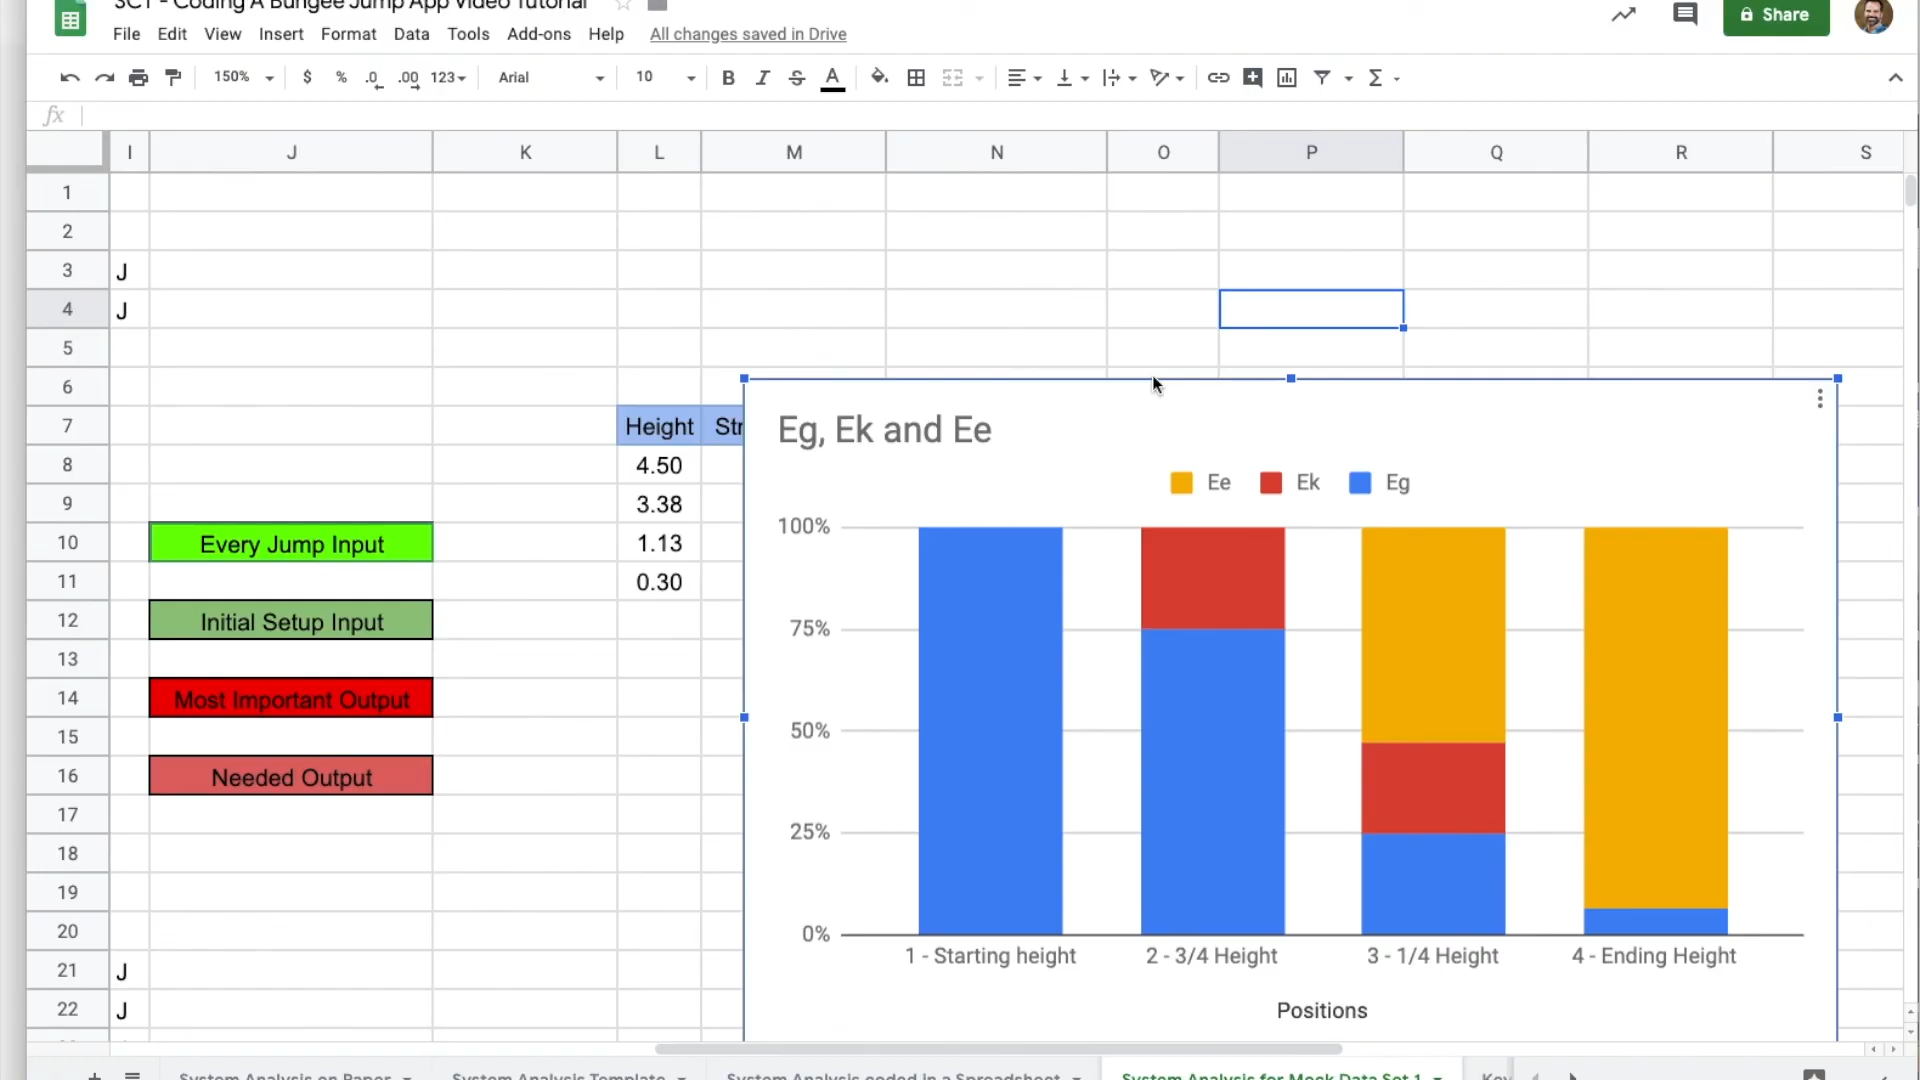 SCT - Coding A Bungee Jump App Video Tutorial
File Edit View Insert Format Data Tools Add-ons Help All changes saved in Drive
Share
150% $ % .0 .00 123 Arial 10 B I S A Σ
fx
I J K L M N O P Q R S
1
2
3 J
4 J
5
6
7 Height Str
8 4.50
9 3.38
10 Every Jump Input 1.13
11 0.30
12 Initial Setup Input
13
14 Most Important Output
15
16 Needed Output
17
18
19
20
21 J
22 J
Eg, Ek and Ee
Ee Ek Eg
100%
75%
50%
25%
0%
1 - Starting height 2 - 3/4 Height 3 - 1/4 Height 4 - Ending Height
Positions
System Analysis on Paper System Analysis Template System Analysis coded in a Spreadsheet System Analysis for Mock Data Set 1 Key